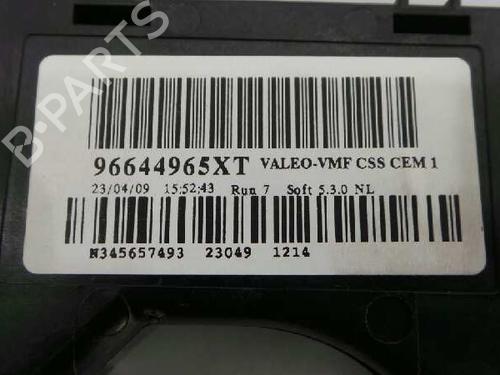 96644965XT VALEO-VMF CSS CEM 1
23/04/09 15:52:43 Run 7 Soft 5.3.0 NL
N345657493 23049 1214